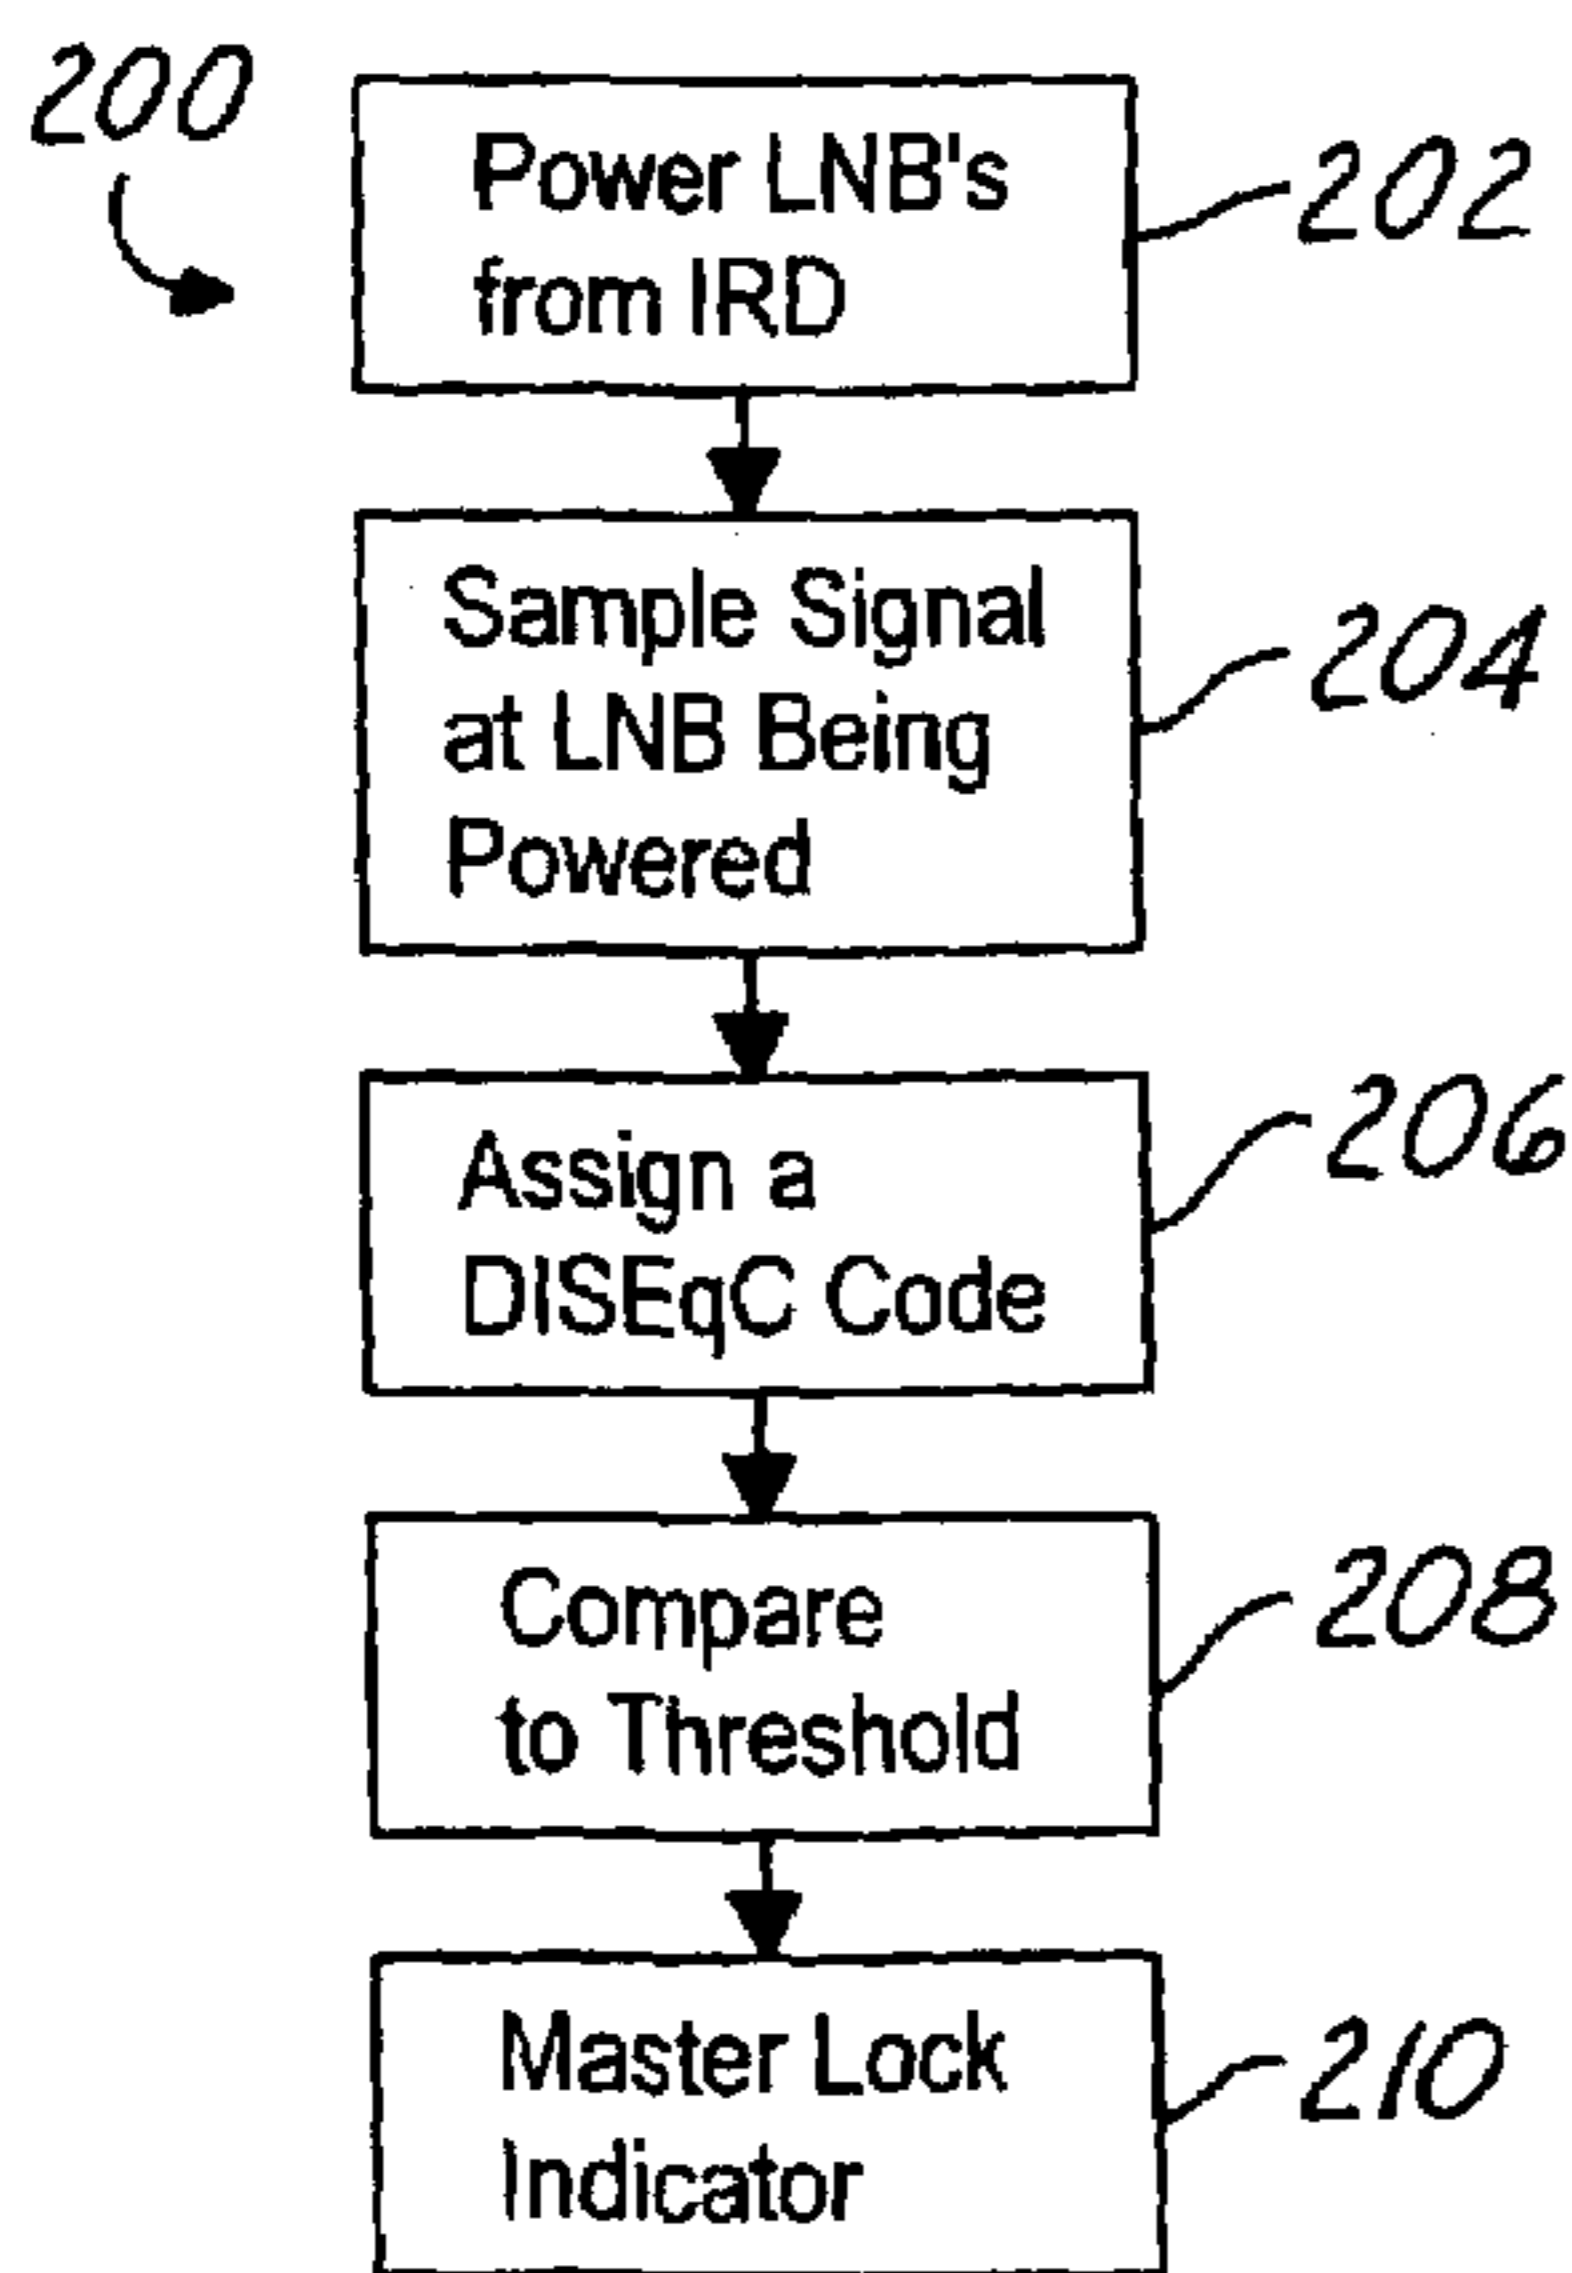 200
Power LNB's
from IRD
202
Sample Signal
at LNB Being
Powered
204
Assign a
DISEqC Code
206
Compare
to Threshold
208
Master Lock
Indicator
210